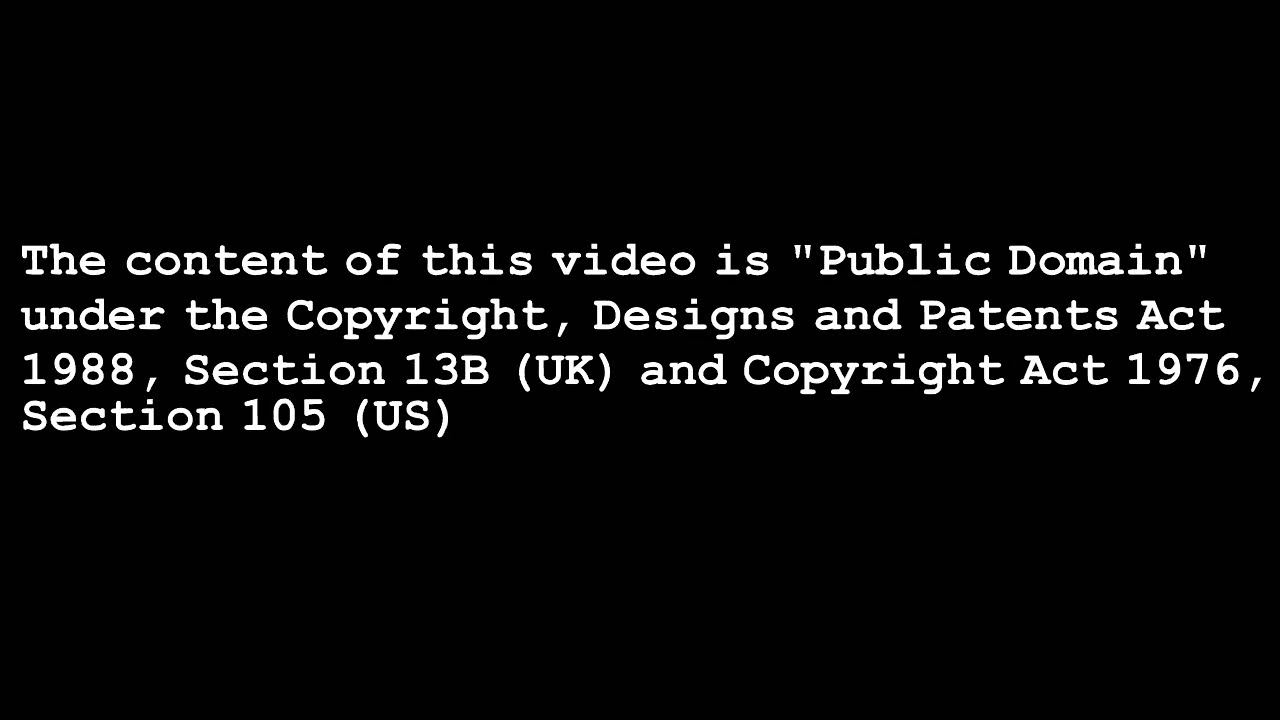 The content of this video is "Public Domain"
under the Copyright, Designs and Patents Act
1988, Section 13B (UK) and Copyright Act 1976,
Section 105 (US)